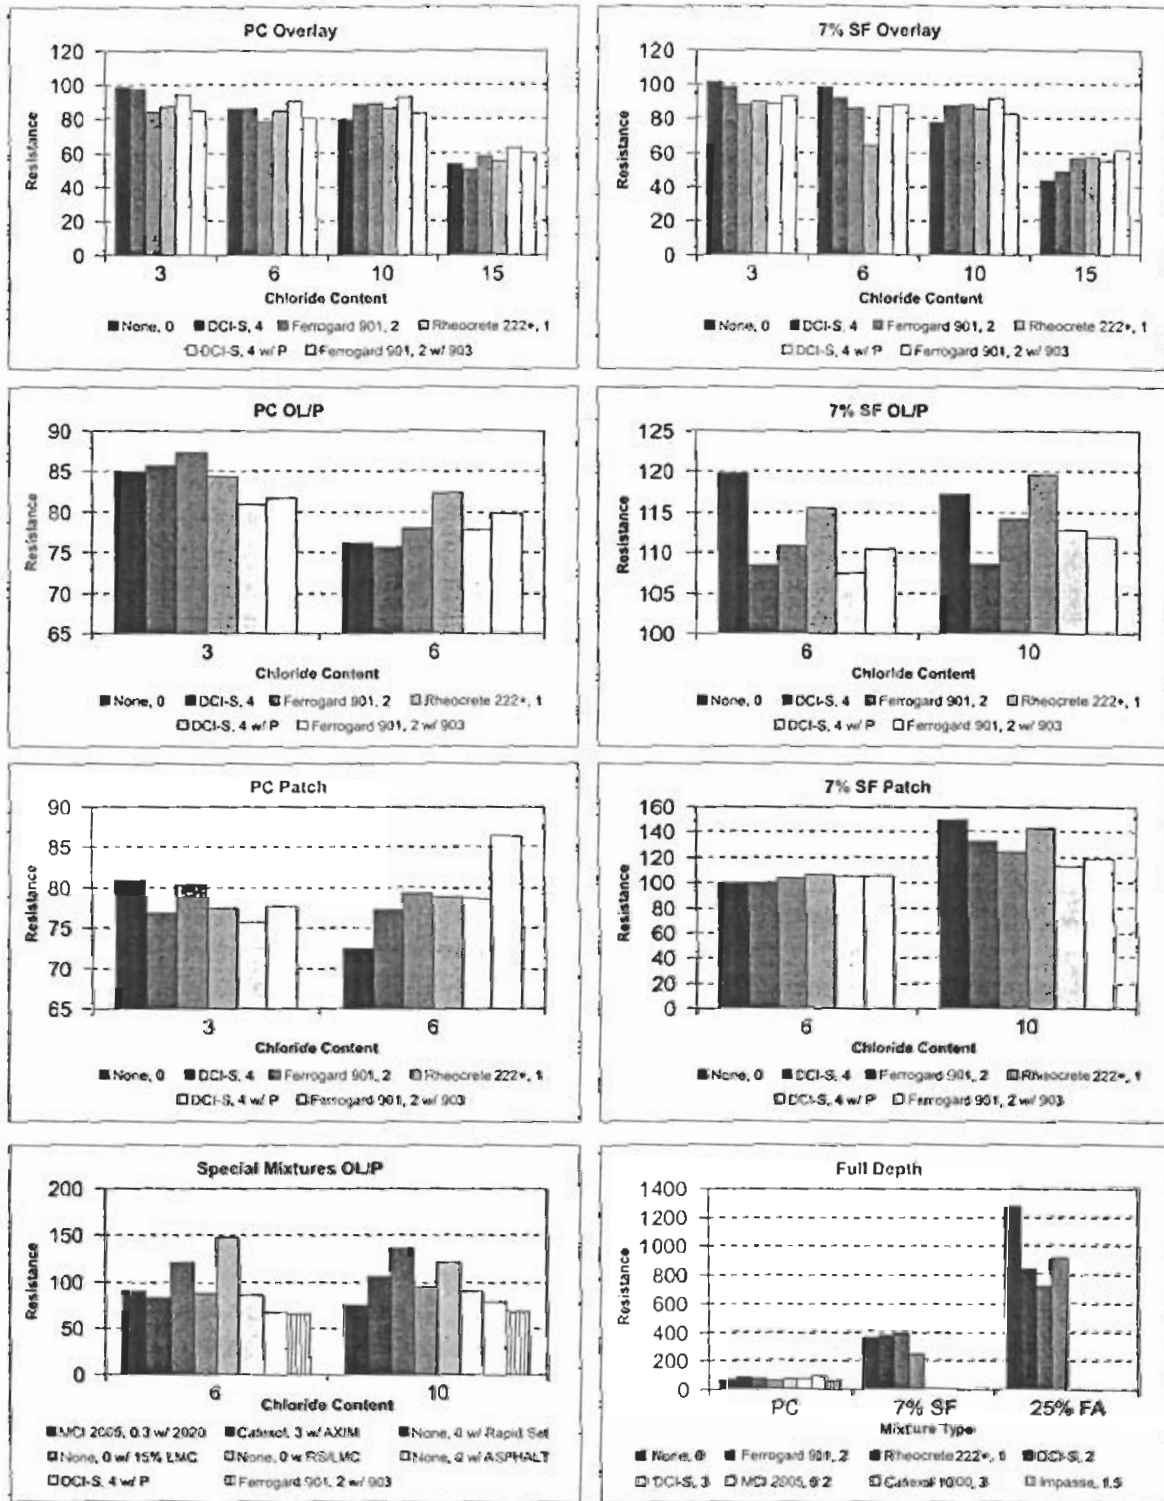 PC Overlay
120
100
80
60
40
20
0
Resistance
3 6 10 15
Chloride Content
None, 0 DCI-S, 4 Ferrogard 901, 2 Rheocrete 222+, 1
DCI-S, 4 w/ P Ferrogard 901, 2 w/ 903
7% SF Overlay
120
100
80
60
40
20
0
Resistance
3 6 10 15
Chloride Content
None, 0 DCI-S, 4 Ferrogard 901, 2 Rheocrete 222+, 1
DCI-S, 4 w/ P Ferrogard 901, 2 w/ 903
PC OL/P
90
85
80
75
70
65
Resistance
3 6
Chloride Content
None, 0 DCI-S, 4 Ferrogard 901, 2 Rheocrete 222+, 1
DCI-S, 4 w/ P Ferrogard 901, 2 w/ 903
7% SF OL/P
125
120
115
110
105
100
Resistance
6 10
Chloride Content
None, 0 DCI-S, 4 Ferrogard 901, 2 Rheocrete 222+, 1
DCI-S, 4 w/ P Ferrogard 901, 2 w/ 903
PC Patch
90
85
80
75
70
65
Resistance
3 6
Chloride Content
None, 0 DCI-S, 4 Ferrogard 901, 2 Rheocrete 222+, 1
DCI-S, 4 w/ P Ferrogard 901, 2 w/ 903
7% SF Patch
160
140
120
100
80
60
40
20
0
Resistance
6 10
Chloride Content
None, 0 DCI-S, 4 Ferrogard 901, 2 Rheocrete 222+, 1
DCI-S, 4 w/ P Ferrogard 901, 2 w/ 903
Special Mixtures OL/P
200
150
100
50
0
Resistance
6 10
Chloride Content
MCI 2005, 0.3 w/ 2020 Catexol, 3 w/ AXIM None, 0 w/ Rapid Set
None, 0 w/ 15% LMC None, 0 w RS/LMC None, 0 w/ ASPHALT
DCI-S, 4 w/ P Ferrogard 901, 2 w/ 903
Full Depth
1400
1200
1000
800
600
400
200
0
Resistance
PC 7% SF 25% FA
Mixture Type
None, 0 Ferrogard 901, 2 Rheocrete 222+, 1 DCI-S, 2
DCI-S, 3 MCI 2005, Catexol 1000, 3 Impasse, 1.5